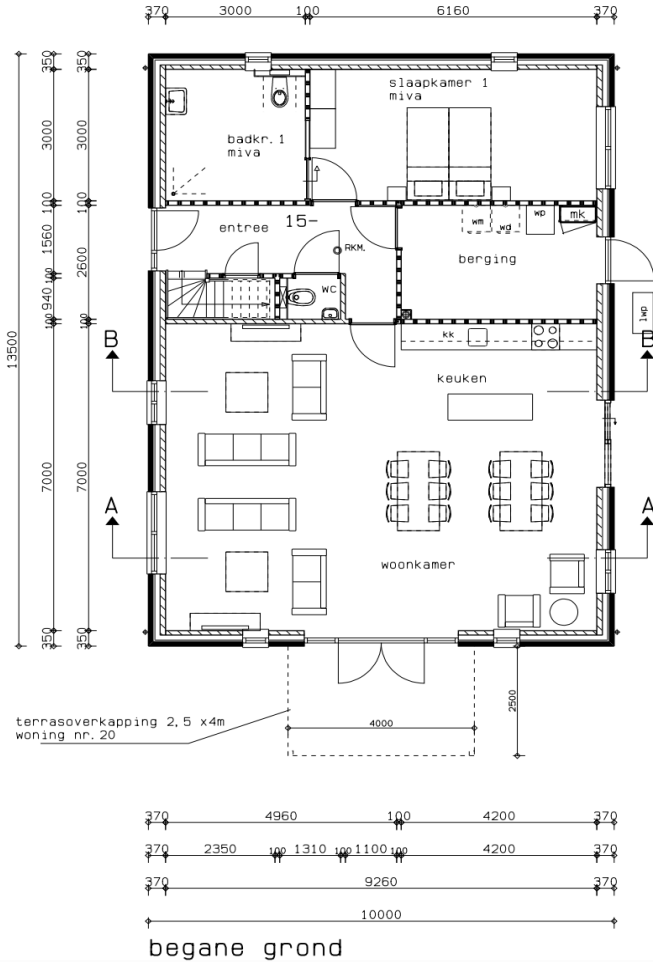 370 3000 100 6160 370
350 350
slaapkamer 1
miva
3000 3000
badkr. 1
miva
100 100
entree 15-
wm wd wp mk
1560 2600
RKM.
berging
100
WC
940
100 100
lwp
kk
13500
B B
keuken
7000 7000
A A
woonkamer
350 350
terrasoverkapping 2,5 x4m
woning nr. 20
4000
2500
370 4960 100 4200 370
370 2350 100 1310 100 1100 100 4200 370
370 9260 370
10000
begane grond